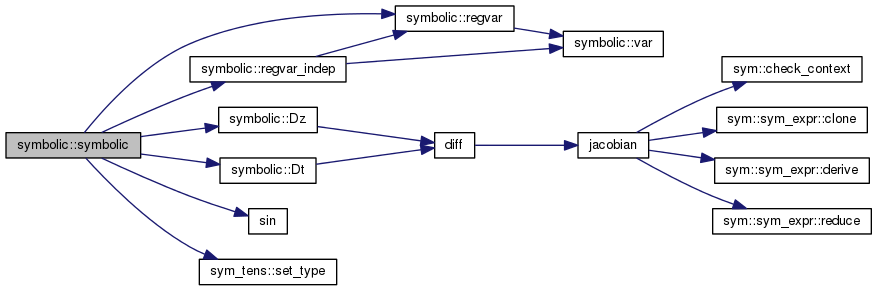 symbolic::symbolic
symbolic::regvar
symbolic::regvar_indep
symbolic::var
symbolic::Dz
symbolic::Dt
sin
sym_tens::set_type
diff
jacobian
sym::check_context
sym::sym_expr::clone
sym::sym_expr::derive
sym::sym_expr::reduce